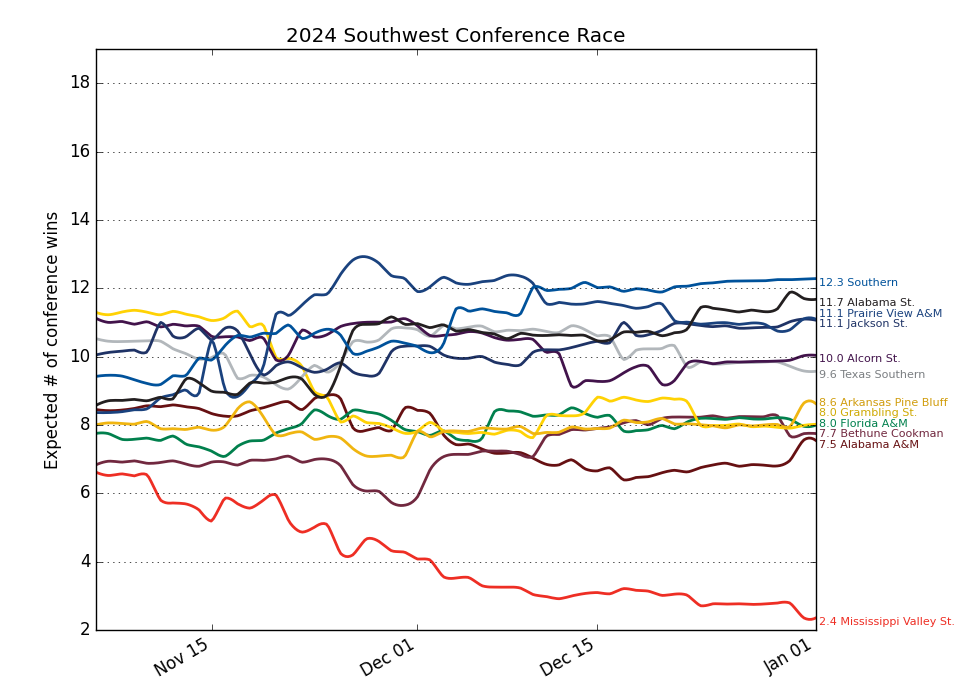 2024 Southwest Conference Race
Expected # of conference wins
18
16
14
12
10
8
6
4
2
Nov 15
Dec 01
Dec 15
Jan 01
12.3 Southern
11.7 Alabama St.
11.1 Prairie View A&M
11.1 Jackson St.
10.0 Alcorn St.
9.6 Texas Southern
8.6 Arkansas Pine Bluff
8.0 Grambling St.
8.0 Florida A&M
7.7 Bethune Cookman
7.5 Alabama A&M
2.4 Mississippi Valley St.